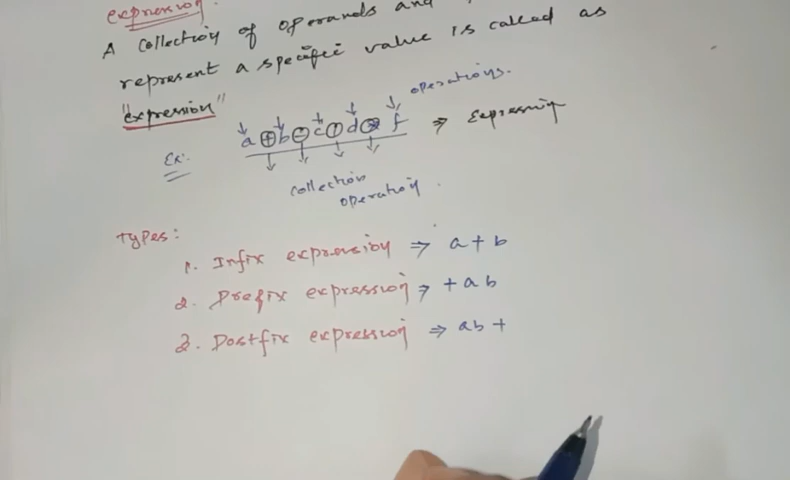 expression.
A collection of operands and
represent a specific value is called as
"expression"
operations.
Ex: a + b - c / d * f ⇒ Expression
collection
operation.
Types:
1. Infix expression ⇒ a + b
2. Prefix expression ⇒ + a b
3. Postfix expression ⇒ ab +